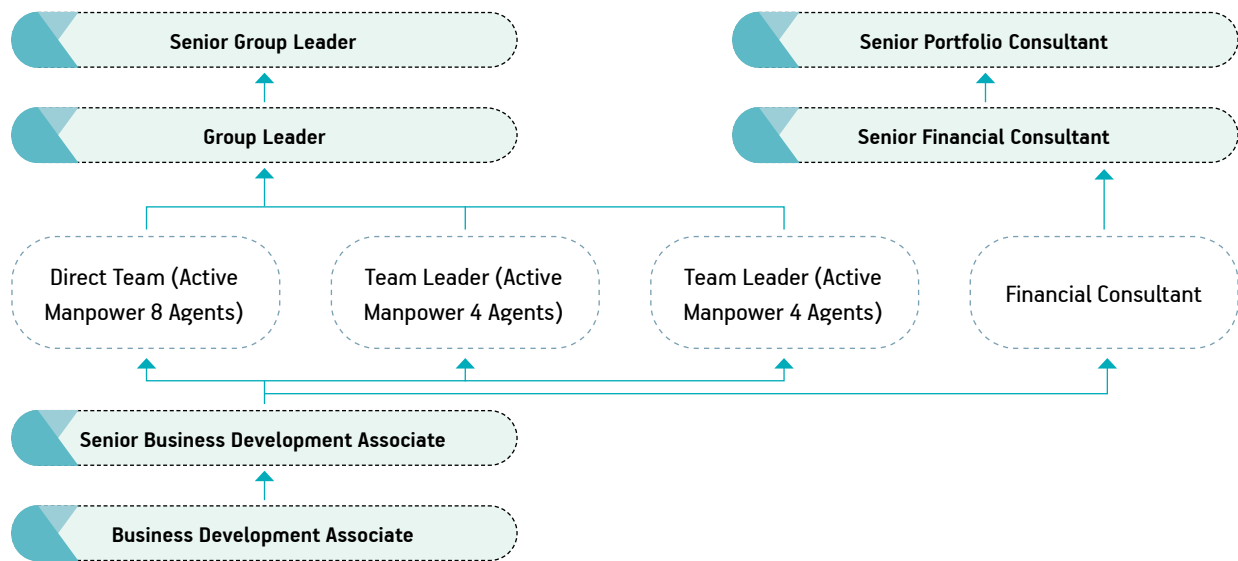 Senior Group Leader
Senior Portfolio Consultant
Group Leader
Senior Financial Consultant
Direct Team (Active
Manpower 8 Agents)
Team Leader (Active
Manpower 4 Agents)
Team Leader (Active
Manpower 4 Agents)
Financial Consultant
Senior Business Development Associate
Business Development Associate